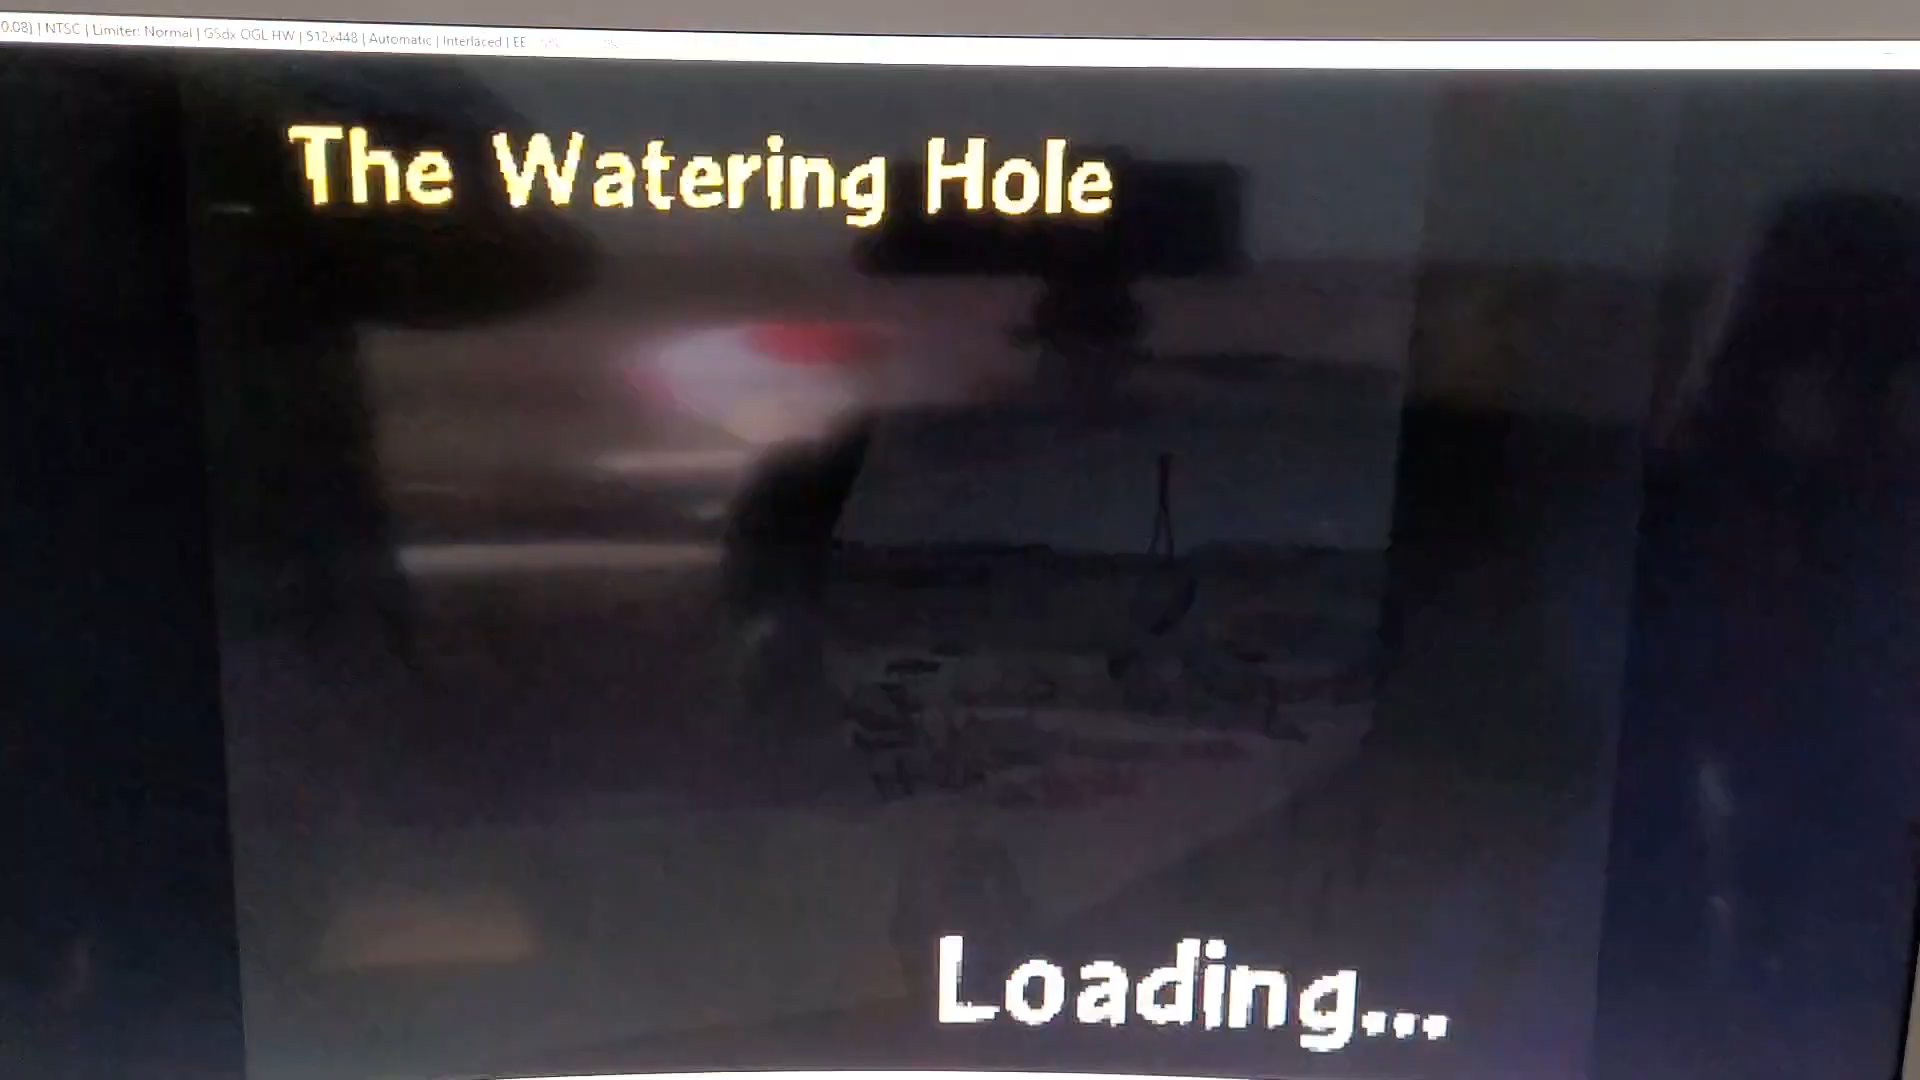 0.08) | NTSC | Limiter: Normal | GSdx OGL HW | 512x448 | Automatic | Interlaced | EE
The Watering Hole
Loading...